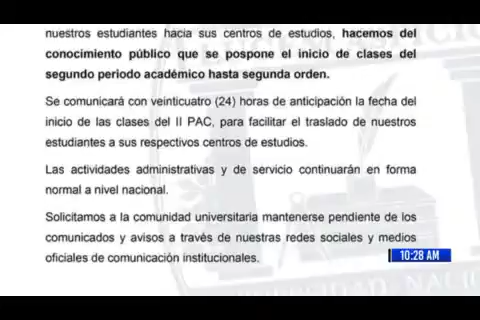 nuestros estudiantes hacia sus centros de estudios, hacemos del
conocimiento público que se pospone el inicio de clases del
segundo periodo académico hasta segunda orden.
Se comunicará con veinticuatro (24) horas de anticipación la fecha del
inicio de las clases del II PAC, para facilitar el traslado de nuestros
estudiantes a sus respectivos centros de estudios.
Las actividades administrativas y de servicio continuarán en forma
normal a nivel nacional.
Solicitamos a la comunidad universitaria mantenerse pendiente de los
comunicados y avisos a través de nuestras redes sociales y medios
oficiales de comunicación institucionales.
10:28 AM